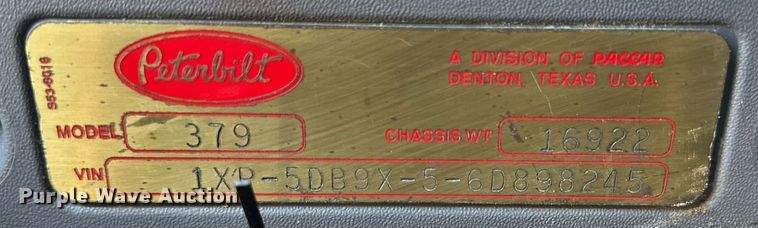 Peterbilt
A DIVISION OF PACCAR
DENTON, TEXAS U.S.A.
S53-6019
MODEL 379
CHASSIS WT 16922
VIN 1XP-5DB9X-5-6D898245
Purple Wave Auction